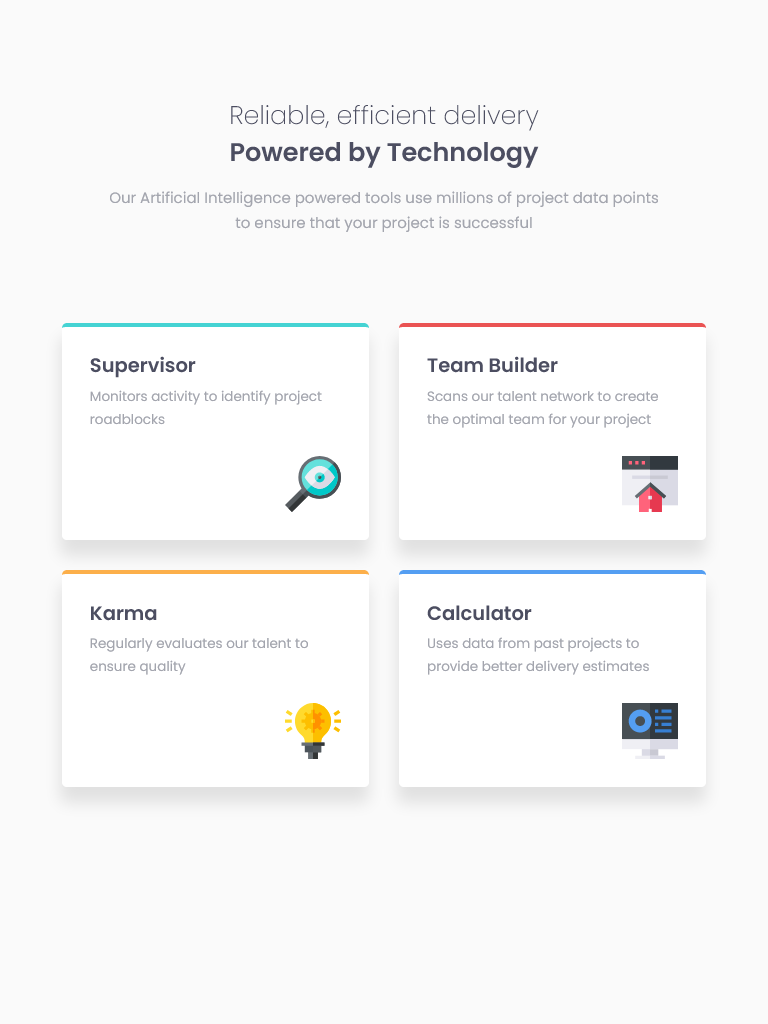 Reliable, efficient delivery
Powered by Technology
Our Artificial Intelligence powered tools use millions of project data points
to ensure that your project is successful
Supervisor
Monitors activity to identify project
roadblocks
Team Builder
Scans our talent network to create
the optimal team for your project
Karma
Regularly evaluates our talent to
ensure quality
Calculator
Uses data from past projects to
provide better delivery estimates